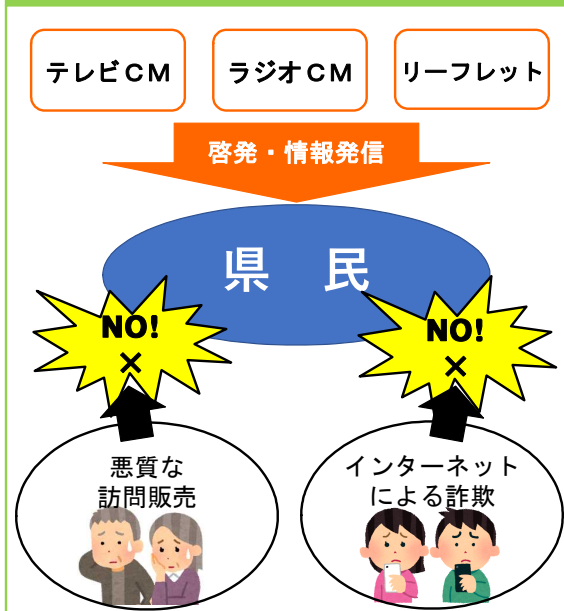 テレビCM
ラジオCM
リーフレット
啓発・情報発信
県 民
NO!
×
NO!
×
悪質な
訪問販売
インターネット
による詐欺